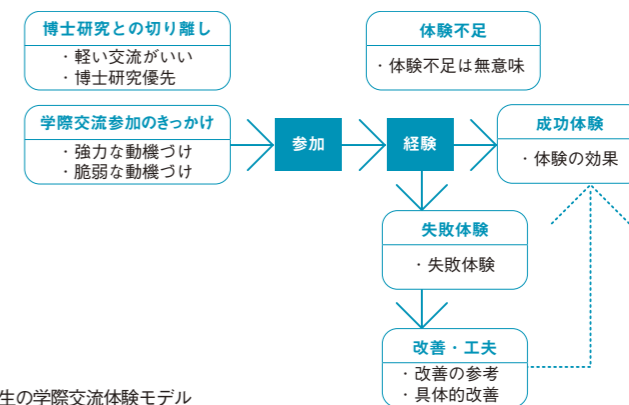 博士研究との切り離し
・軽い交流がいい
・博士研究優先
体験不足
・体験不足は無意味
学際交流参加のきっかけ
・強力な動機づけ
・脆弱な動機づけ
参加
経験
成功体験
・体験の効果
失敗体験
・失敗体験
改善・工夫
・改善の参考
・具体的改善
生の学際交流体験モデル